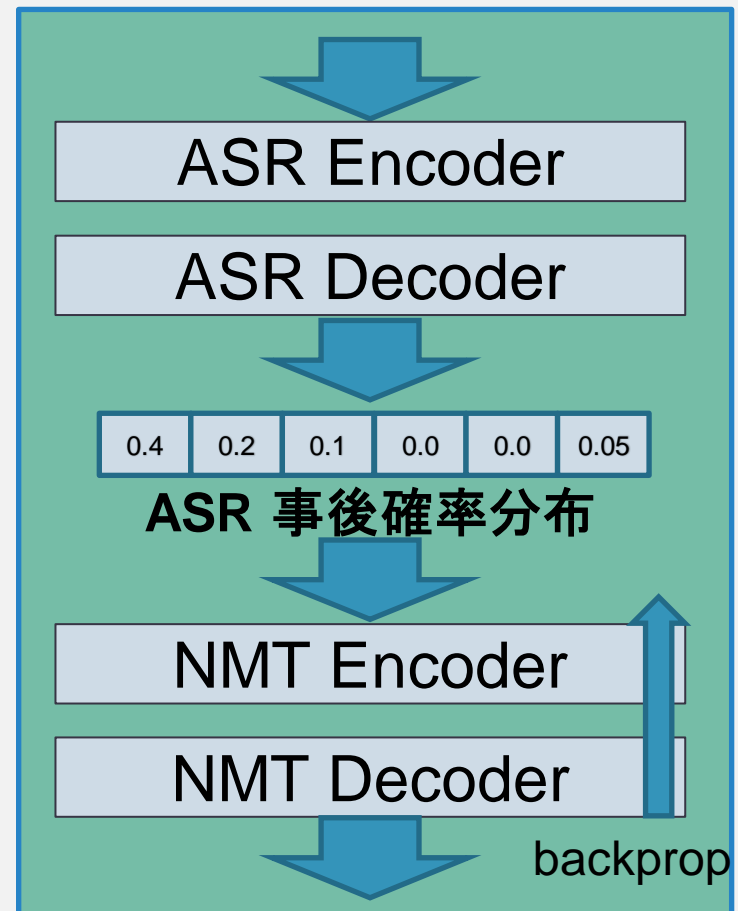 ASR Encoder
ASR Decoder
0.4 0.2 0.1 0.0 0.0 0.05
ASR 事後確率分布
NMT Encoder
NMT Decoder
backprop